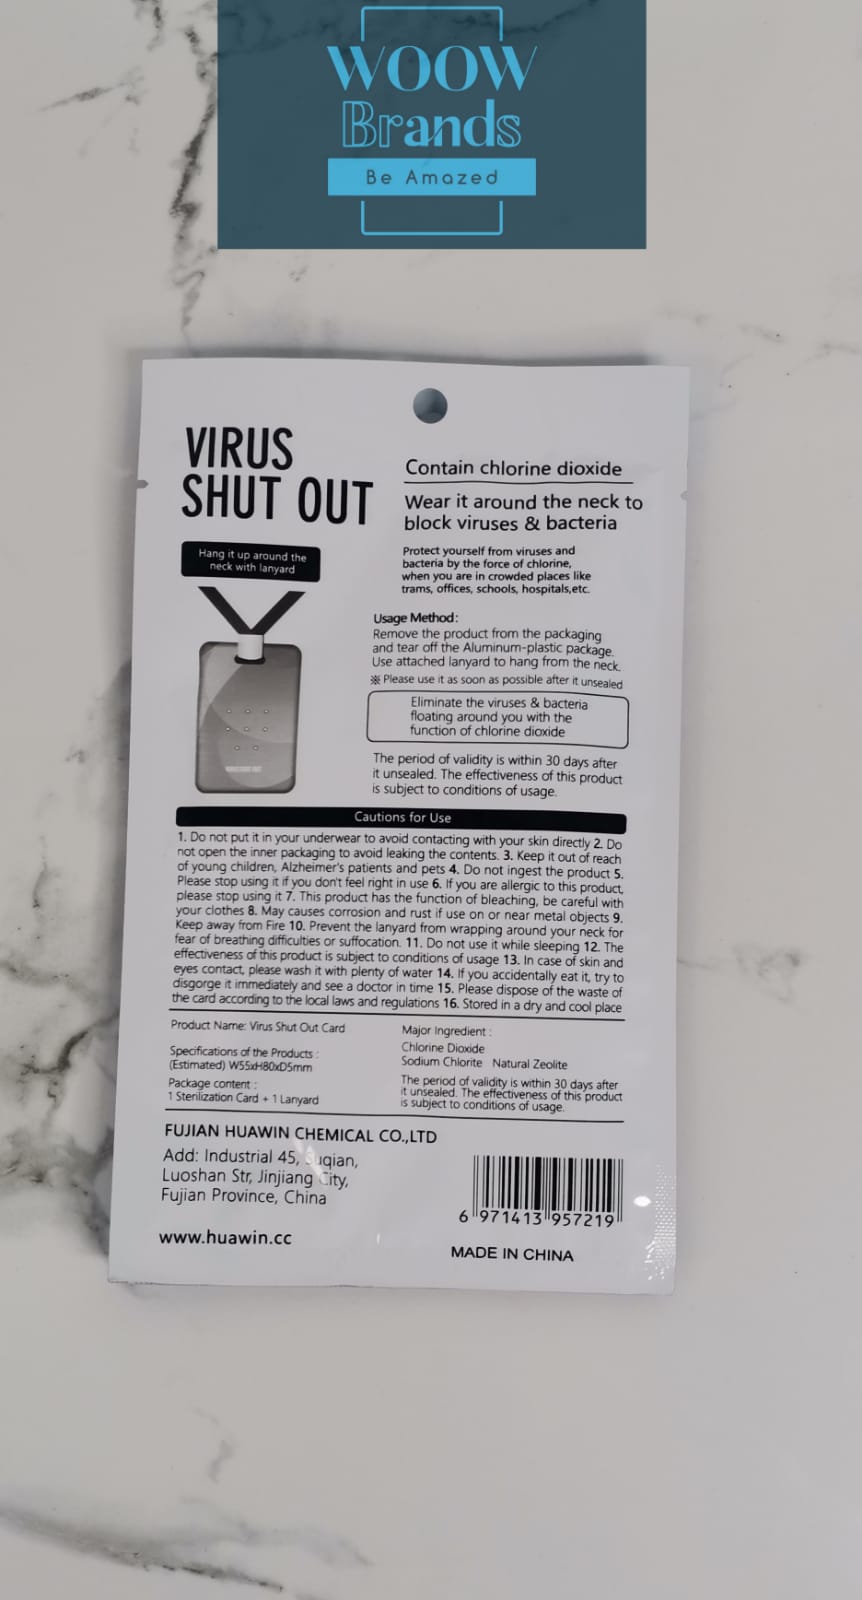 WOOW
Brands
Be Amazed
VIRUS
SHUT OUT
Hang it up around the
neck with lanyard
Contain chlorine dioxide
Wear it around the neck to
block viruses & bacteria
Protect yourself from viruses and
bacteria by the force of chlorine,
when you are in crowded places like
trams, offices, schools, hospitals,etc.
Usage Method:
Remove the product from the packaging
and tear off the Aluminum-plastic package.
Use attached lanyard to hang from the neck.
※ Please use it as soon as possible after it unsealed
Eliminate the viruses & bacteria
floating around you with the
function of chlorine dioxide
The period of validity is within 30 days after
it unsealed. The effectiveness of this product
is subject to conditions of usage.
Cautions for Use
1. Do not put it in your underwear to avoid contacting with your skin directly 2. Do
not open the inner packaging to avoid leaking the contents. 3. Keep it out of reach
of young children, Alzheimer's patients and pets 4. Do not ingest the product 5.
Please stop using it if you don't feel right in use 6. If you are allergic to this product,
please stop using it 7. This product has the function of bleaching, be careful with
your clothes 8. May causes corrosion and rust if use on or near metal objects 9.
Keep away from Fire 10. Prevent the lanyard from wrapping around your neck for
fear of breathing difficulties or suffocation. 11. Do not use it while sleeping 12. The
effectiveness of this product is subject to conditions of usage 13. In case of skin and
eyes contact, please wash it with plenty of water 14. If you accidentally eat it, try to
disgorge it immediately and see a doctor in time 15. Please dispose of the waste of
the card according to the local laws and regulations 16. Stored in a dry and cool place
Product Name: Virus Shut Out Card
Specifications of the Products :
(Estimated) W55xH80xD5mm
Package content :
1 Sterilization Card + 1 Lanyard
Major Ingredient :
Chlorine Dioxide
Sodium Chlorite Natural Zeolite
The period of validity is within 30 days after
it unsealed. The effectiveness of this product
is subject to conditions of usage.
FUJIAN HUAWIN CHEMICAL CO.,LTD
Add: Industrial 45,
Luoshan Str, Jinjiang City,
Fujian Province, China
www.huawin.cc
6 971413 957219
MADE IN CHINA